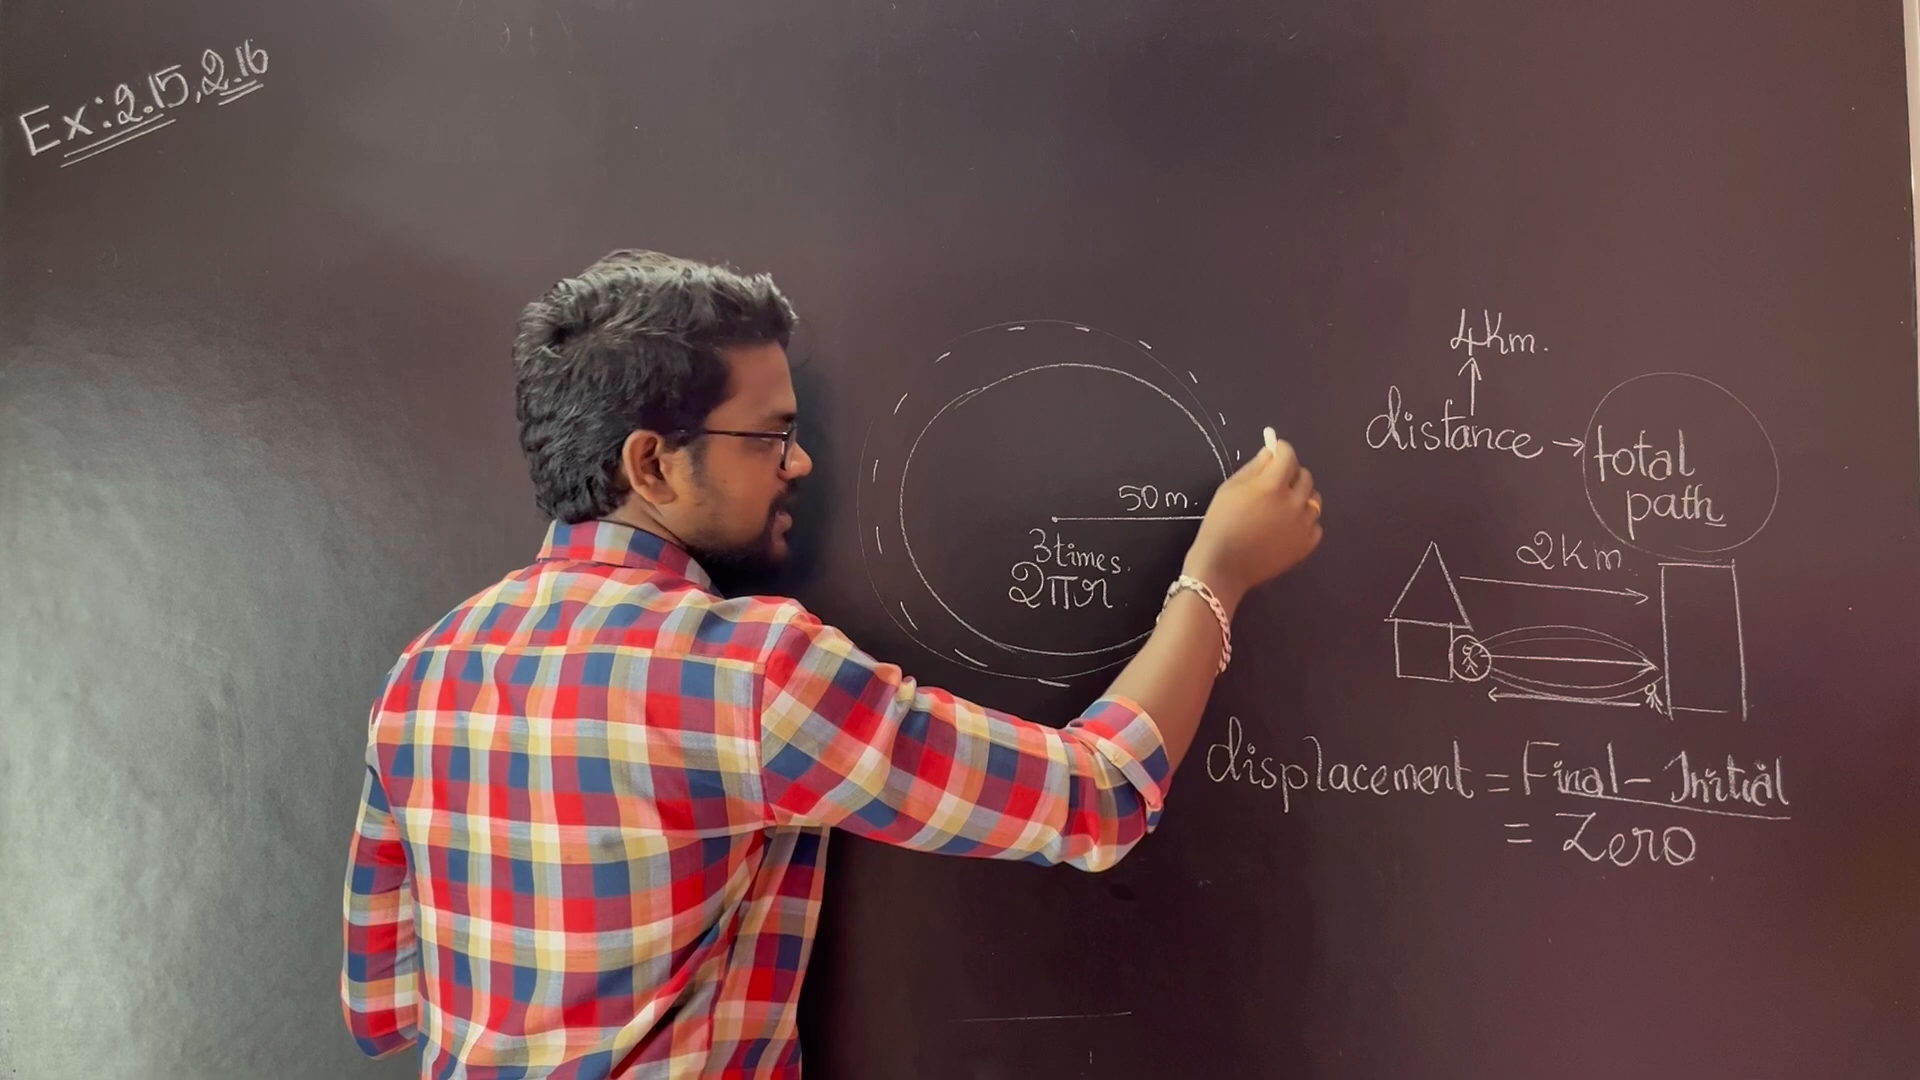 Ex: 2.15, 2.16
50m.
3times.
2πr
4Km.
distance → total path
2Km
displacement = Final - Initial
= Zero